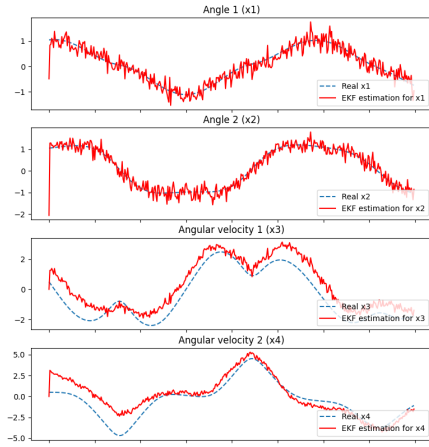 Angle 1 (x1)
1
0
−1
Real x1
EKF estimation for x1
Angle 2 (x2)
1
0
−1
−2
Real x2
EKF estimation for x2
Angular velocity 1 (x3)
2
0
−2
Real x3
EKF estimation for x3
Angular velocity 2 (x4)
5.0
2.5
0.0
−2.5
−5.0
Real x4
EKF estimation for x4